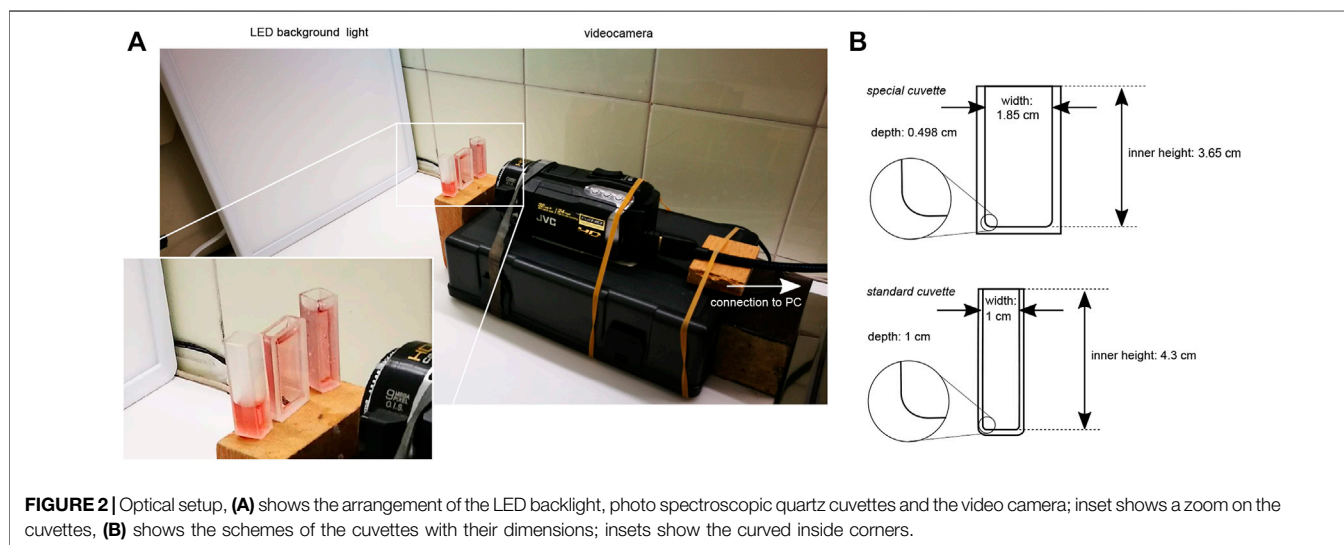 LED background light
videocamera
A
B
special cuvette
width:
1.85 cm
depth: 0.498 cm
inner height: 3.65 cm
JVC
connection to PC
standard cuvette
width:
1 cm
depth: 1 cm
inner height: 4.3 cm
9 MEGA
PIXEL
O.I.S.
FIGURE 2 | Optical setup, (A) shows the arrangement of the LED backlight, photo spectroscopic quartz cuvettes and the video camera; inset shows a zoom on the
cuvettes, (B) shows the schemes of the cuvettes with their dimensions; insets show the curved inside corners.